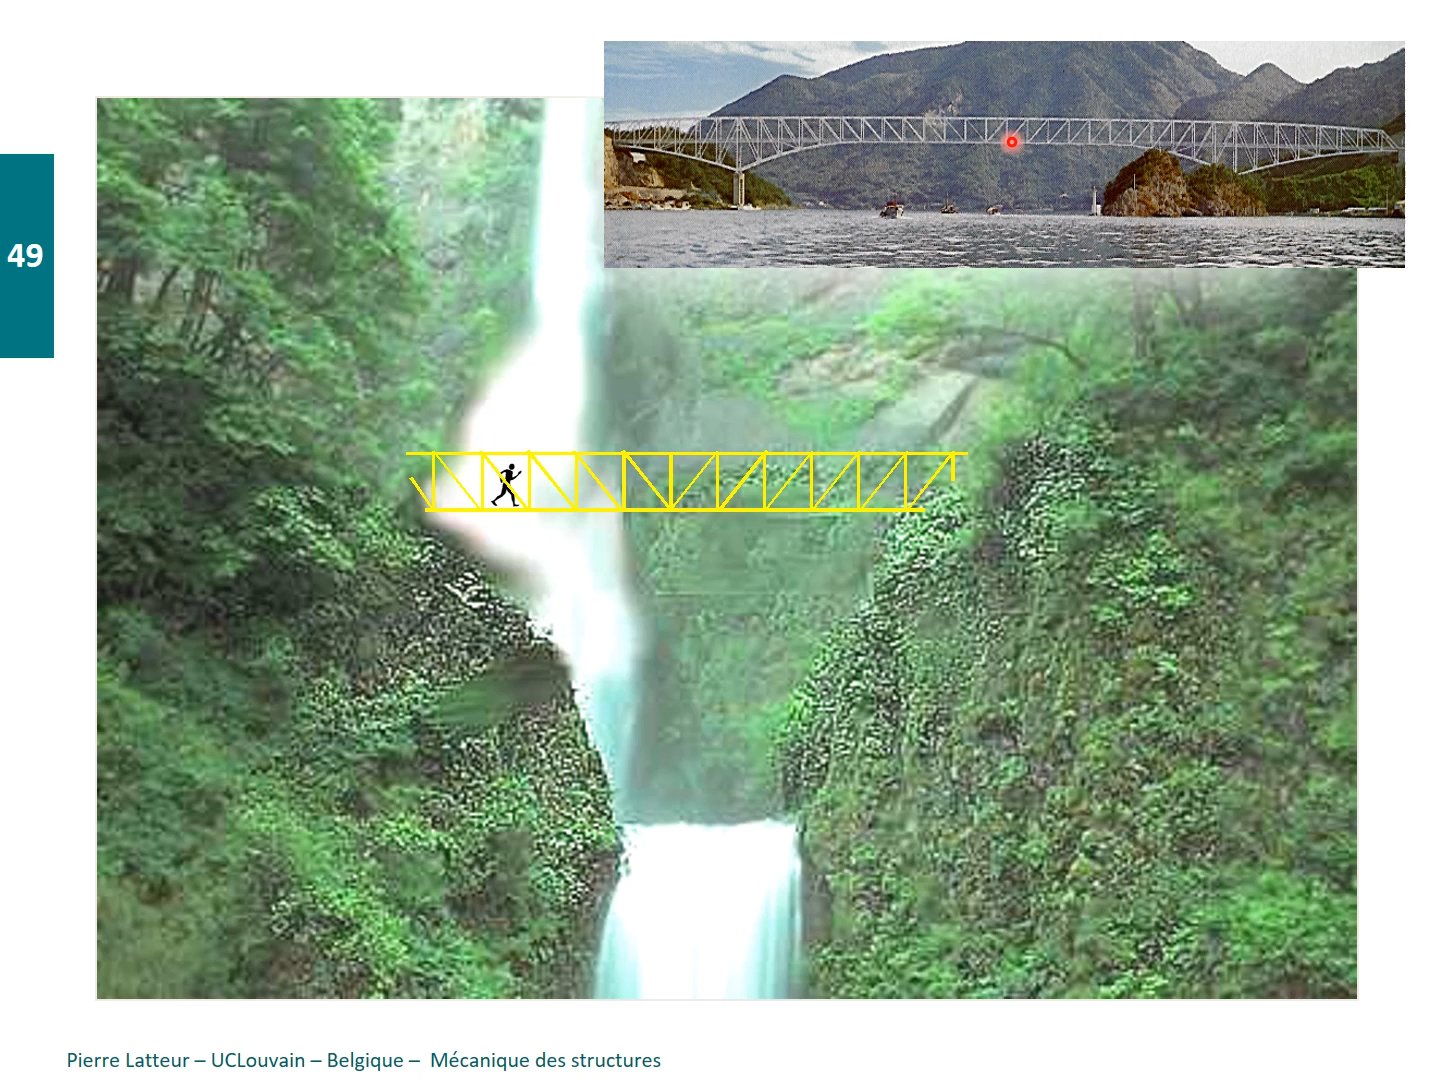 49
Pierre Latteur – UCLouvain – Belgique – Mécanique des structures